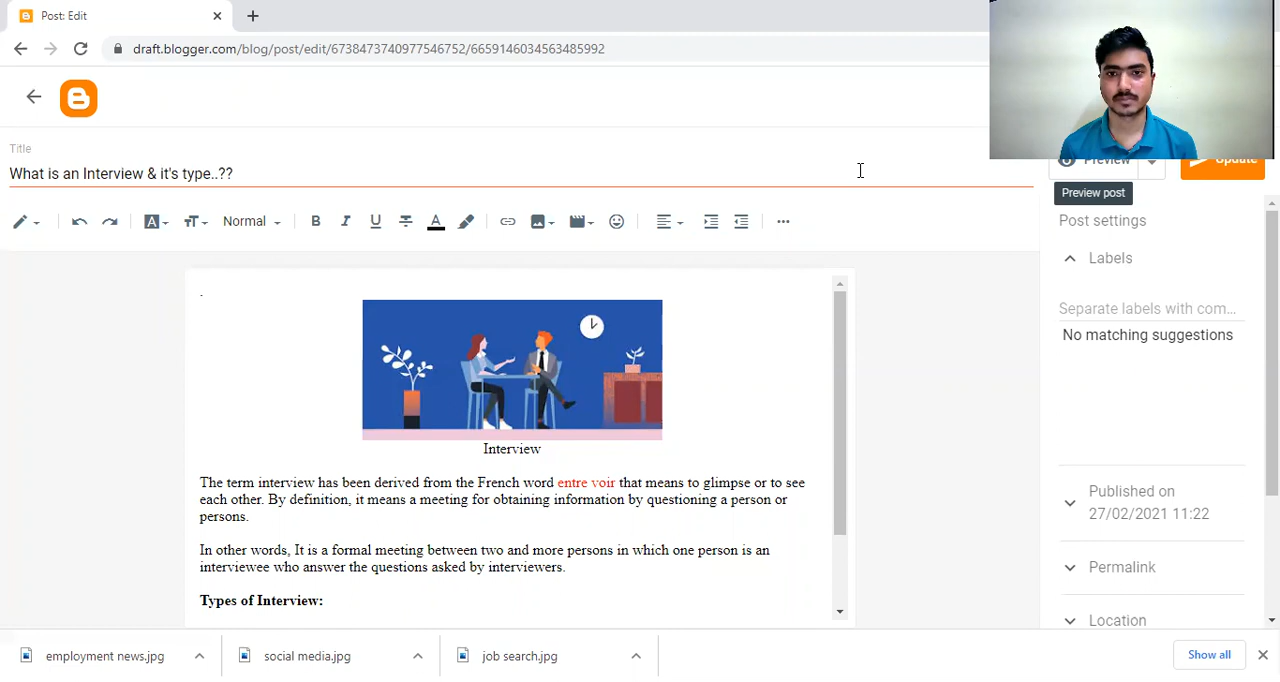 Post: Edit
draft.blogger.com/blog/post/edit/6738473740977546752/6659146034563485992
Title
What is an Interview & it's type..??
Preview
Update
Preview post
Normal
B I U A
Post settings
Labels
Separate labels with com...
No matching suggestions
.
Interview
The term interview has been derived from the French word entre voir that means to glimpse or to see
each other. By definition, it means a meeting for obtaining information by questioning a person or
persons.
In other words, It is a formal meeting between two and more persons in which one person is an
interviewee who answer the questions asked by interviewers.
Types of Interview:
Published on
27/02/2021 11:22
Permalink
Location
employment news.jpg
social media.jpg
job search.jpg
Show all